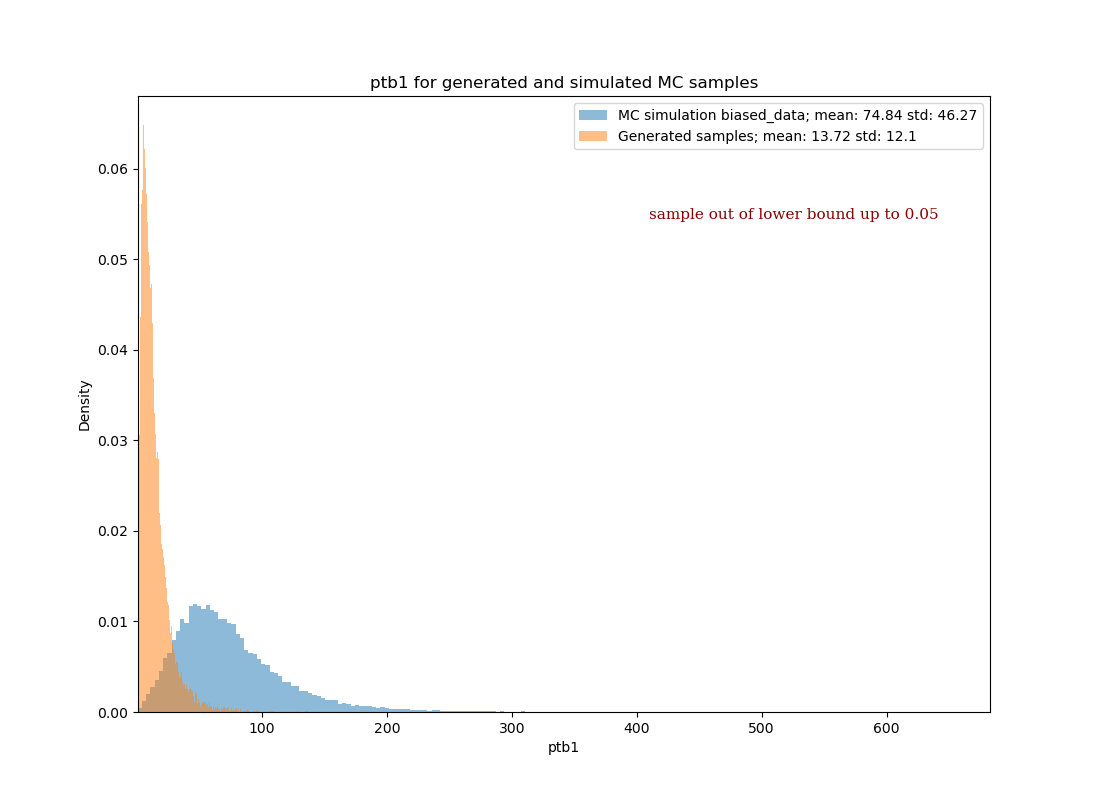 ptb1 for generated and simulated MC samples
MC simulation biased_data; mean: 74.84 std: 46.27
Generated samples; mean: 13.72 std: 12.1
sample out of lower bound up to 0.05
0.06
0.05
0.04
0.03
0.02
0.01
0.00
Density
100
200
300
400
500
600
ptb1